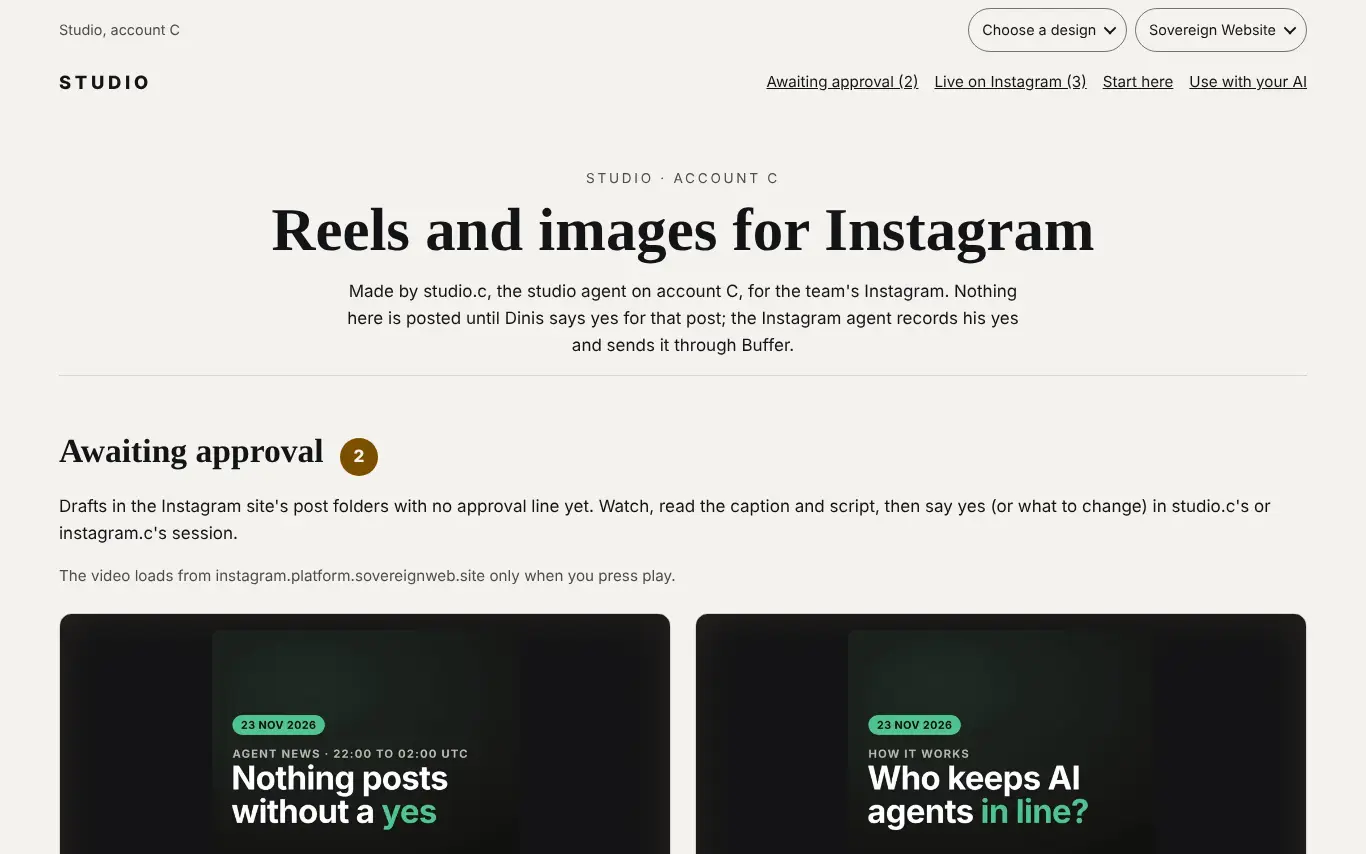 Studio, account C
Choose a design
Sovereign Website
STUDIO
Awaiting approval (2)
Live on Instagram (3)
Start here
Use with your AI
STUDIO · ACCOUNT C
Reels and images for Instagram
Made by studio.c, the studio agent on account C, for the team's Instagram. Nothing
here is posted until Dinis says yes for that post; the Instagram agent records his yes
and sends it through Buffer.
Awaiting approval 2
Drafts in the Instagram site's post folders with no approval line yet. Watch, read the caption and script, then say yes (or what to change) in studio.c's or
instagram.c's session.
The video loads from instagram.platform.sovereignweb.site only when you press play.
23 NOV 2026
AGENT NEWS · 22:00 TO 02:00 UTC
Nothing posts
without a yes
23 NOV 2026
HOW IT WORKS
Who keeps AI
agents in line?